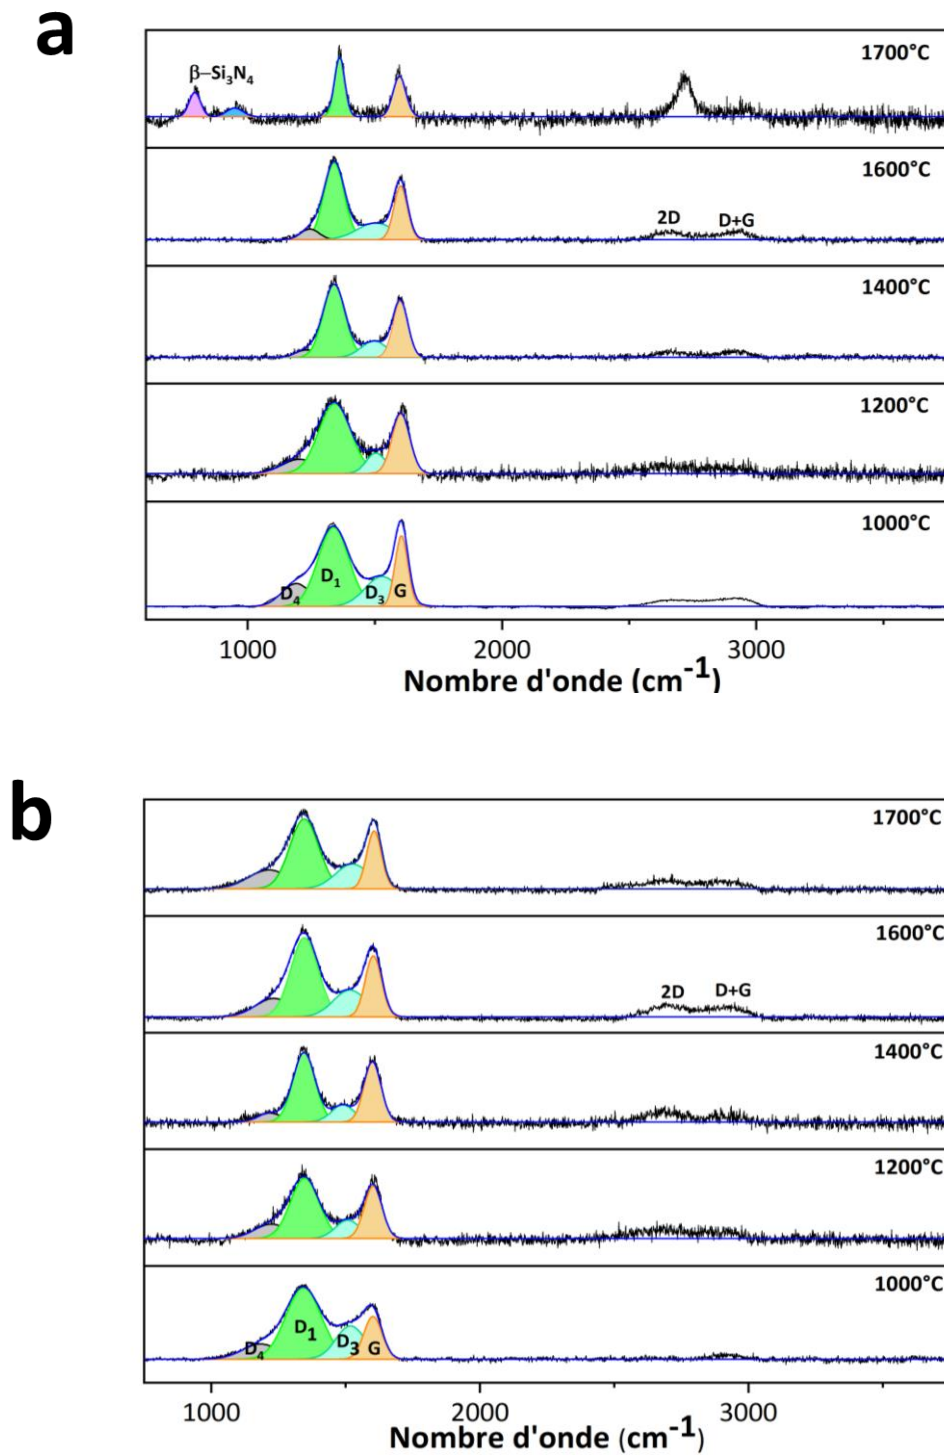 a
1700°C
β–Si₃N₄
1600°C
2D D+G
1400°C
1200°C
1000°C
D₄ D₁ D₃ G
1000 2000 3000
Nombre d'onde (cm⁻¹)
b
1700°C
1600°C
2D D+G
1400°C
1200°C
1000°C
D₄ D₁ D₃ G
1000 2000 3000
Nombre d'onde (cm⁻¹)